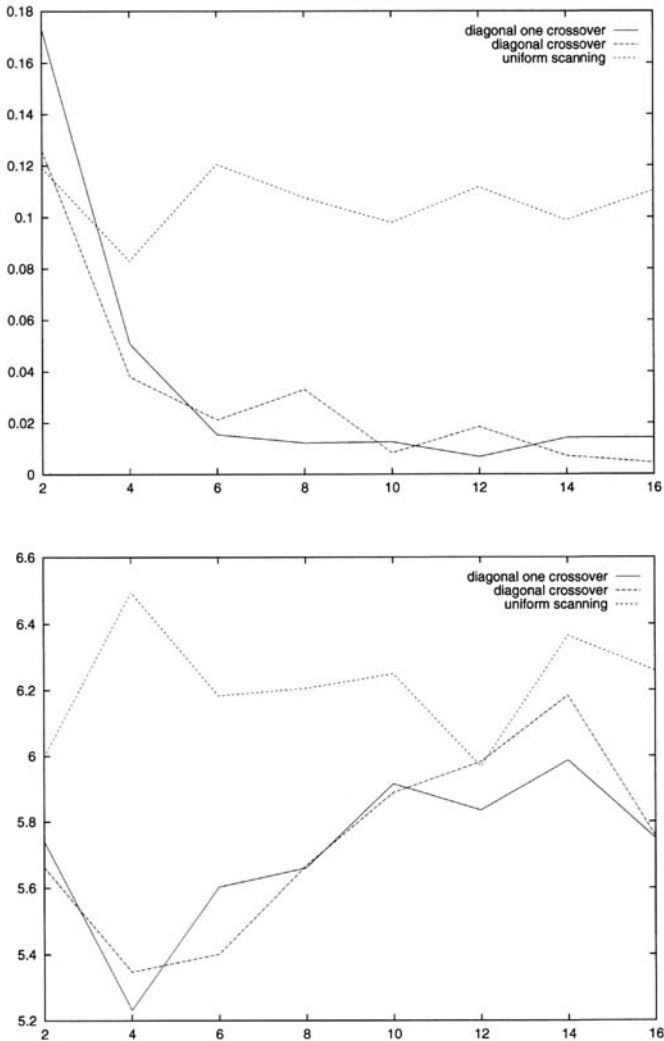 0.18
0.16
0.14
0.12
0.1
0.08
0.06
0.04
0.02
0
2 4 6 8 10 12 14 16
diagonal one crossover
diagonal crossover
uniform scanning
6.6
6.4
6.2
6
5.8
5.6
5.4
5.2
2 4 6 8 10 12 14 16
diagonal one crossover
diagonal crossover
uniform scanning